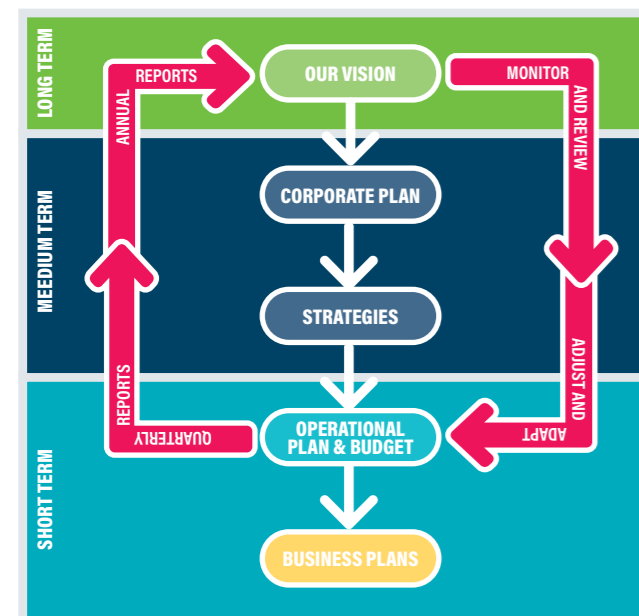 LONG TERM
ANNUAL
REPORTS
OUR VISION
MONITOR
AND REVIEW
MEEDIUM TERM
CORPORATE PLAN
STRATEGIES
ADJUST AND
ADAPT
SHORT TERM
QUARTERLY
REPORTS
OPERATIONAL
PLAN & BUDGET
BUSINESS PLANS